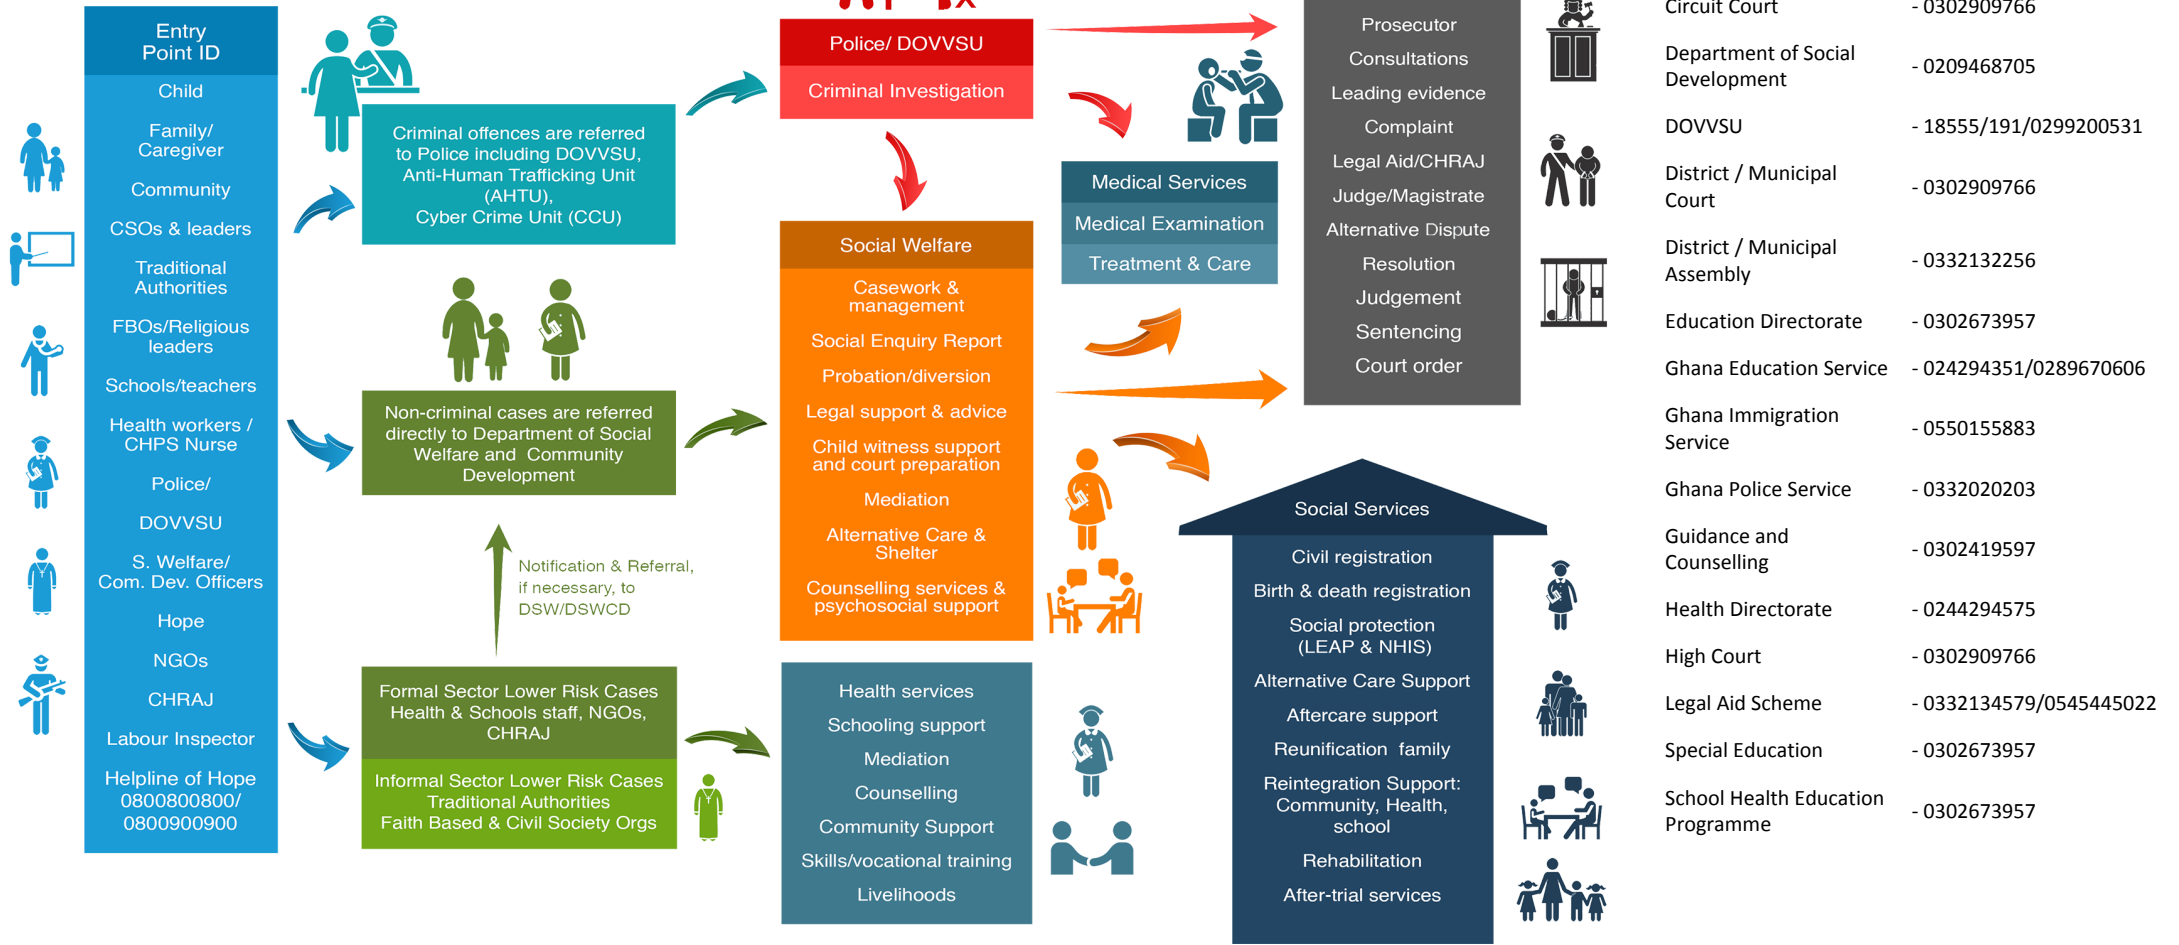 Entry
Point ID
Child
Family/
Caregiver
Community
CSOs & leaders
Traditional
Authorities
FBOs/Religious
leaders
Schools/teachers
Health workers /
CHPS Nurse
Police/
DOVVSU
S. Welfare/
Com. Dev. Officers
Hope
NGOs
CHRAJ
Labour Inspector
Helpline of Hope
0800800800/
0800900900
Criminal offences are referred
to Police including DOVVSU,
Anti-Human Trafficking Unit
(AHTU),
Cyber Crime Unit (CCU)
Non-criminal cases are referred
directly to Department of Social
Welfare and Community
Development
Notification & Referral,
if necessary, to
DSW/DSWCD
Formal Sector Lower Risk Cases
Health & Schools staff, NGOs,
CHRAJ
Informal Sector Lower Risk Cases
Traditional Authorities
Faith Based & Civil Society Orgs
Police/ DOVVSU
Criminal Investigation
Social Welfare
Casework &
management
Social Enquiry Report
Probation/diversion
Legal support & advice
Child witness support
and court preparation
Mediation
Alternative Care &
Shelter
Counselling services &
psychosocial support
Health services
Schooling support
Mediation
Counselling
Community Support
Skills/vocational training
Livelihoods
Medical Services
Medical Examination
Treatment & Care
Prosecutor
Consultations
Leading evidence
Complaint
Legal Aid/CHRAJ
Judge/Magistrate
Alternative Dispute
Resolution
Judgement
Sentencing
Court order
Social Services
Civil registration
Birth & death registration
Social protection
(LEAP & NHIS)
Alternative Care Support
Aftercare support
Reunification family
Reintegration Support:
Community, Health,
school
Rehabilitation
After-trial services
Circuit Court - 0302909766
Department of Social
Development - 0209468705
DOVVSU - 18555/191/0299200531
District / Municipal
Court - 0302909766
District / Municipal
Assembly - 0332132256
Education Directorate - 0302673957
Ghana Education Service - 024294351/0289670606
Ghana Immigration
Service - 0550155883
Ghana Police Service - 0332020203
Guidance and
Counselling - 0302419597
Health Directorate - 0244294575
High Court - 0302909766
Legal Aid Scheme - 0332134579/0545445022
Special Education - 0302673957
School Health Education
Programme - 0302673957